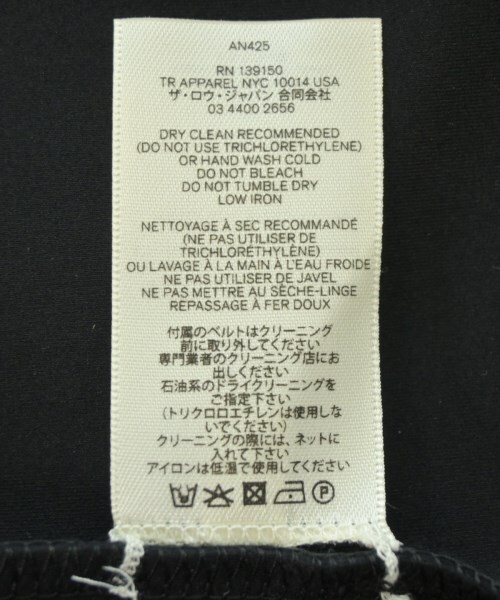 AN425
RN 139150
TR APPAREL NYC 10014 USA
ザ・ロウ・ジャパン 合同会社
03 4400 2656
DRY CLEAN RECOMMENDED
(DO NOT USE TRICHLORETHYLENE)
OR HAND WASH COLD
DO NOT BLEACH
DO NOT TUMBLE DRY
LOW IRON
NETTOYAGE À SEC RECOMMANDÉ
(NE PAS UTILISER DE
TRICHLORÉTHYLÈNE)
OU LAVAGE À LA MAIN À L'EAU FROIDE
NE PAS UTILISER DE JAVEL
NE PAS METTRE AU SÈCHE-LINGE
REPASSAGE À FER DOUX
付属のベルトはクリーニング
前に取り外してください
専門業者のクリーニング店にお
出しください
石油系のドライクリーニングを
ご指定下さい
(トリクロロエチレンは使用しな
いでください)
クリーニングの際には、ネットに
入れて下さい
アイロンは低温で使用してください
P